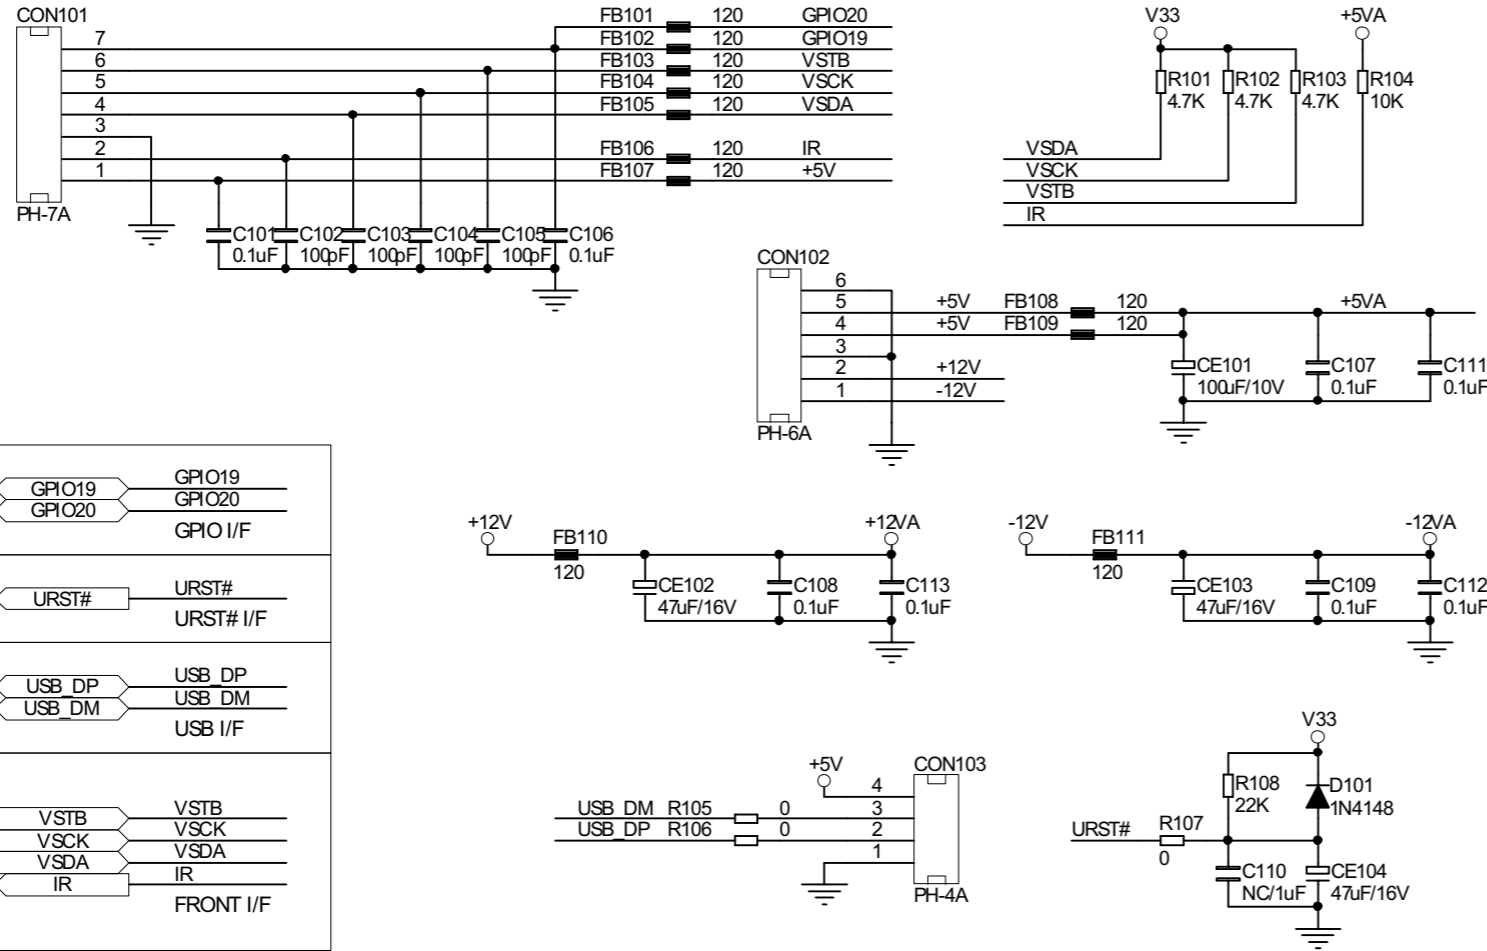 CON101
FB101 120 GPIO20
7 FB102 120 GPIO19
6 FB103 120 VSTB
5 FB104 120 VSCK
4 FB105 120 VSDA
3
2 FB106 120 IR
1 FB107 120 +5V
PH-7A
C101 C102 C103 C104 C105 C106
0.1uF 100pF 100pF 100pF 100pF 0.1uF
V33 +5VA
R101 R102 R103 R104
4.7K 4.7K 4.7K 10K
VSDA
VSCK
VSTB
IR
CON102
6
5 +5V FB108 120 +5VA
4 +5V FB109 120
3
2 +12V
1 -12V
PH-6A
CE101 C107 C111
100uF/10V 0.1uF 0.1uF
GPIO19 GPIO19
GPIO20 GPIO20
GPIO I/F
URST# URST#
URST# I/F
USB_DP USB_DP
USB_DM USB_DM
USB I/F
VSTB VSTB
VSCK VSCK
VSDA VSDA
IR IR
FRONT I/F
+12V +12VA
FB110
120
CE102 C108 C113
47uF/16V 0.1uF 0.1uF
-12V -12VA
FB111
120
CE103 C109 C112
47uF/16V 0.1uF 0.1uF
+5V CON103
4
USB_DM R105 0 3
USB_DP R106 0 2
1
PH-4A
V33
R108 D101
22K 1N4148
URST# R107
0
C110 CE104
NC/1uF 47uF/16V